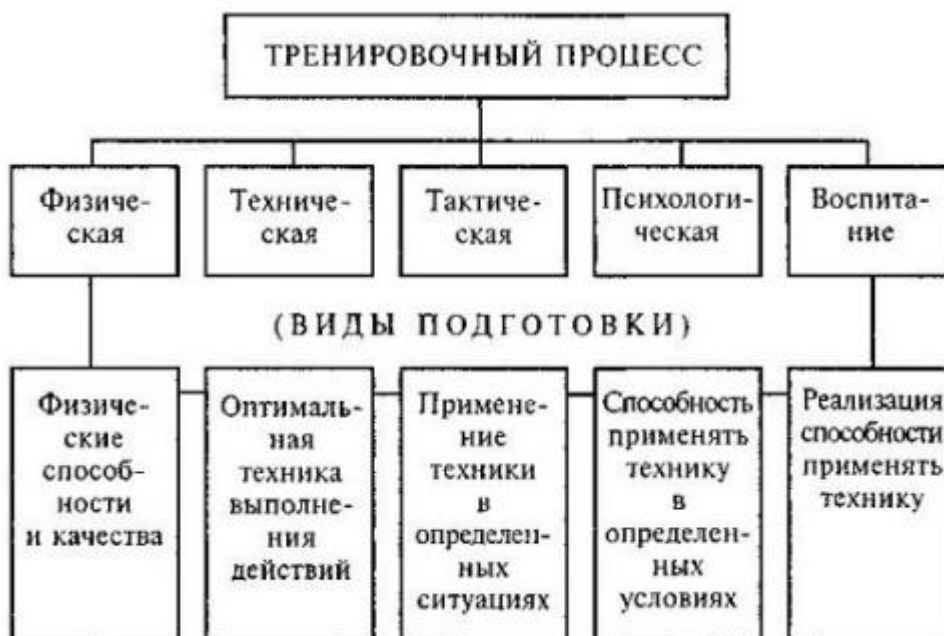 ТРЕНИРОВОЧНЫЙ ПРОЦЕСС
Физиче-
ская
Техниче-
ская
Тактиче-
ская
Психологи-
ческая
Воспита-
ние
(ВИДЫ ПОДГОТОВКИ)
Физиче-
ские
способ-
ности
и качества
Оптималь-
ная
техника
выполне-
ния
действий
Примене-
ние
техники
в
определен-
ных
ситуациях
Способность
применять
технику
в
определен-
ных
условиях
Реализация
способности
применять
технику